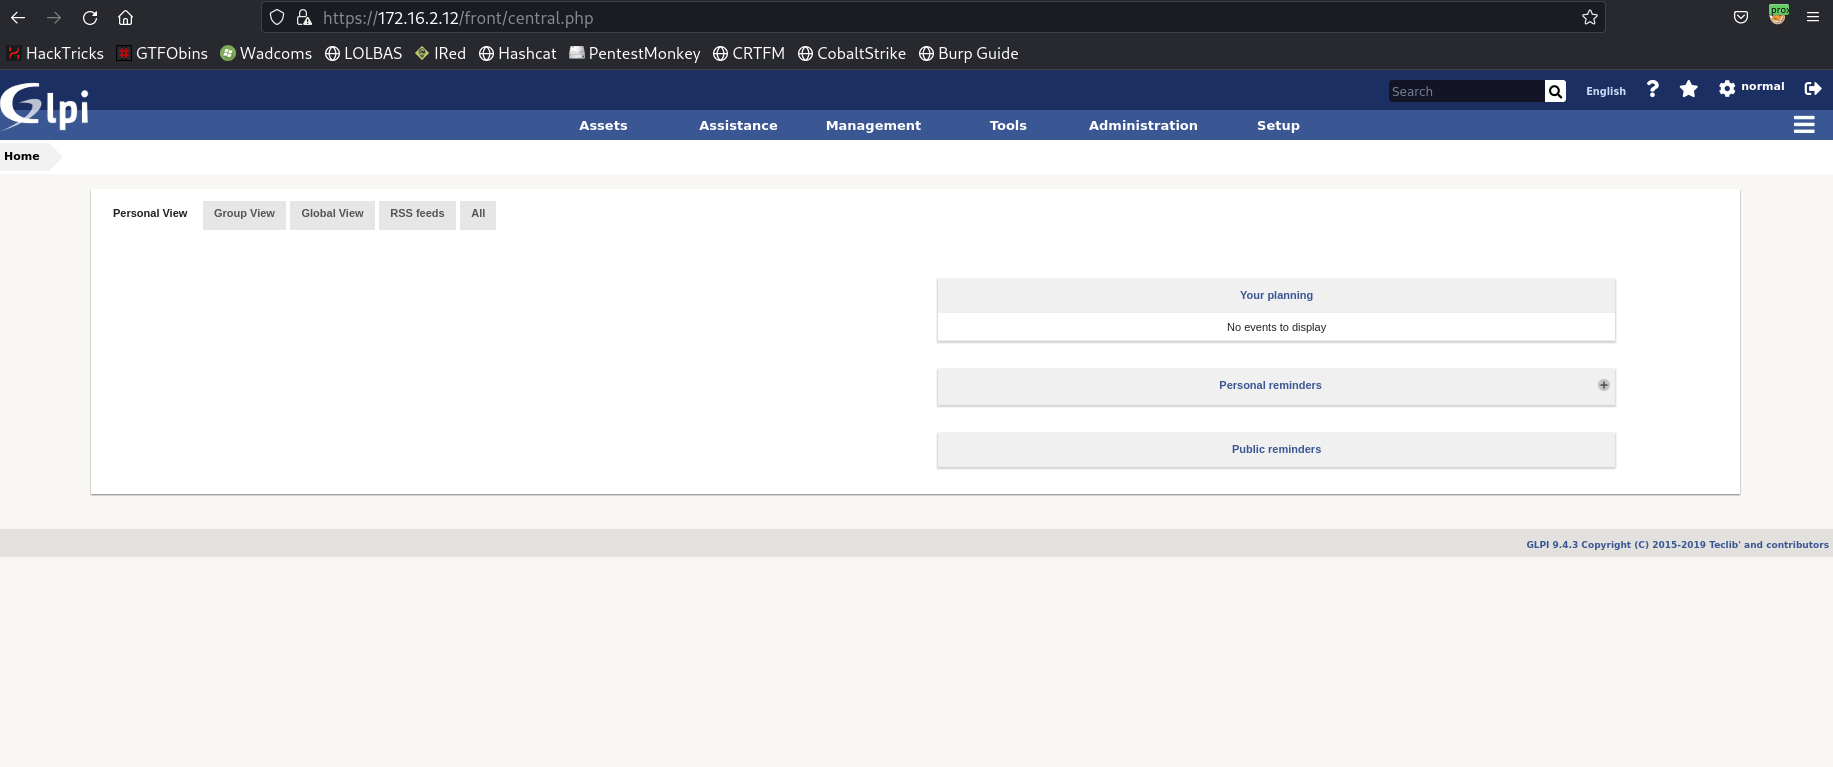 https://172.16.2.12/front/central.php
prox
HackTricks GTFObins Wadcoms LOLBAS IRed Hashcat PentestMonkey CRTFM CobaltStrike Burp Guide
Glpi
Search English ? normal
Assets Assistance Management Tools Administration Setup
Home
Personal View Group View Global View RSS feeds All
Your planning
No events to display
Personal reminders
Public reminders
GLPI 9.4.3 Copyright (C) 2015-2019 Teclib' and contributors